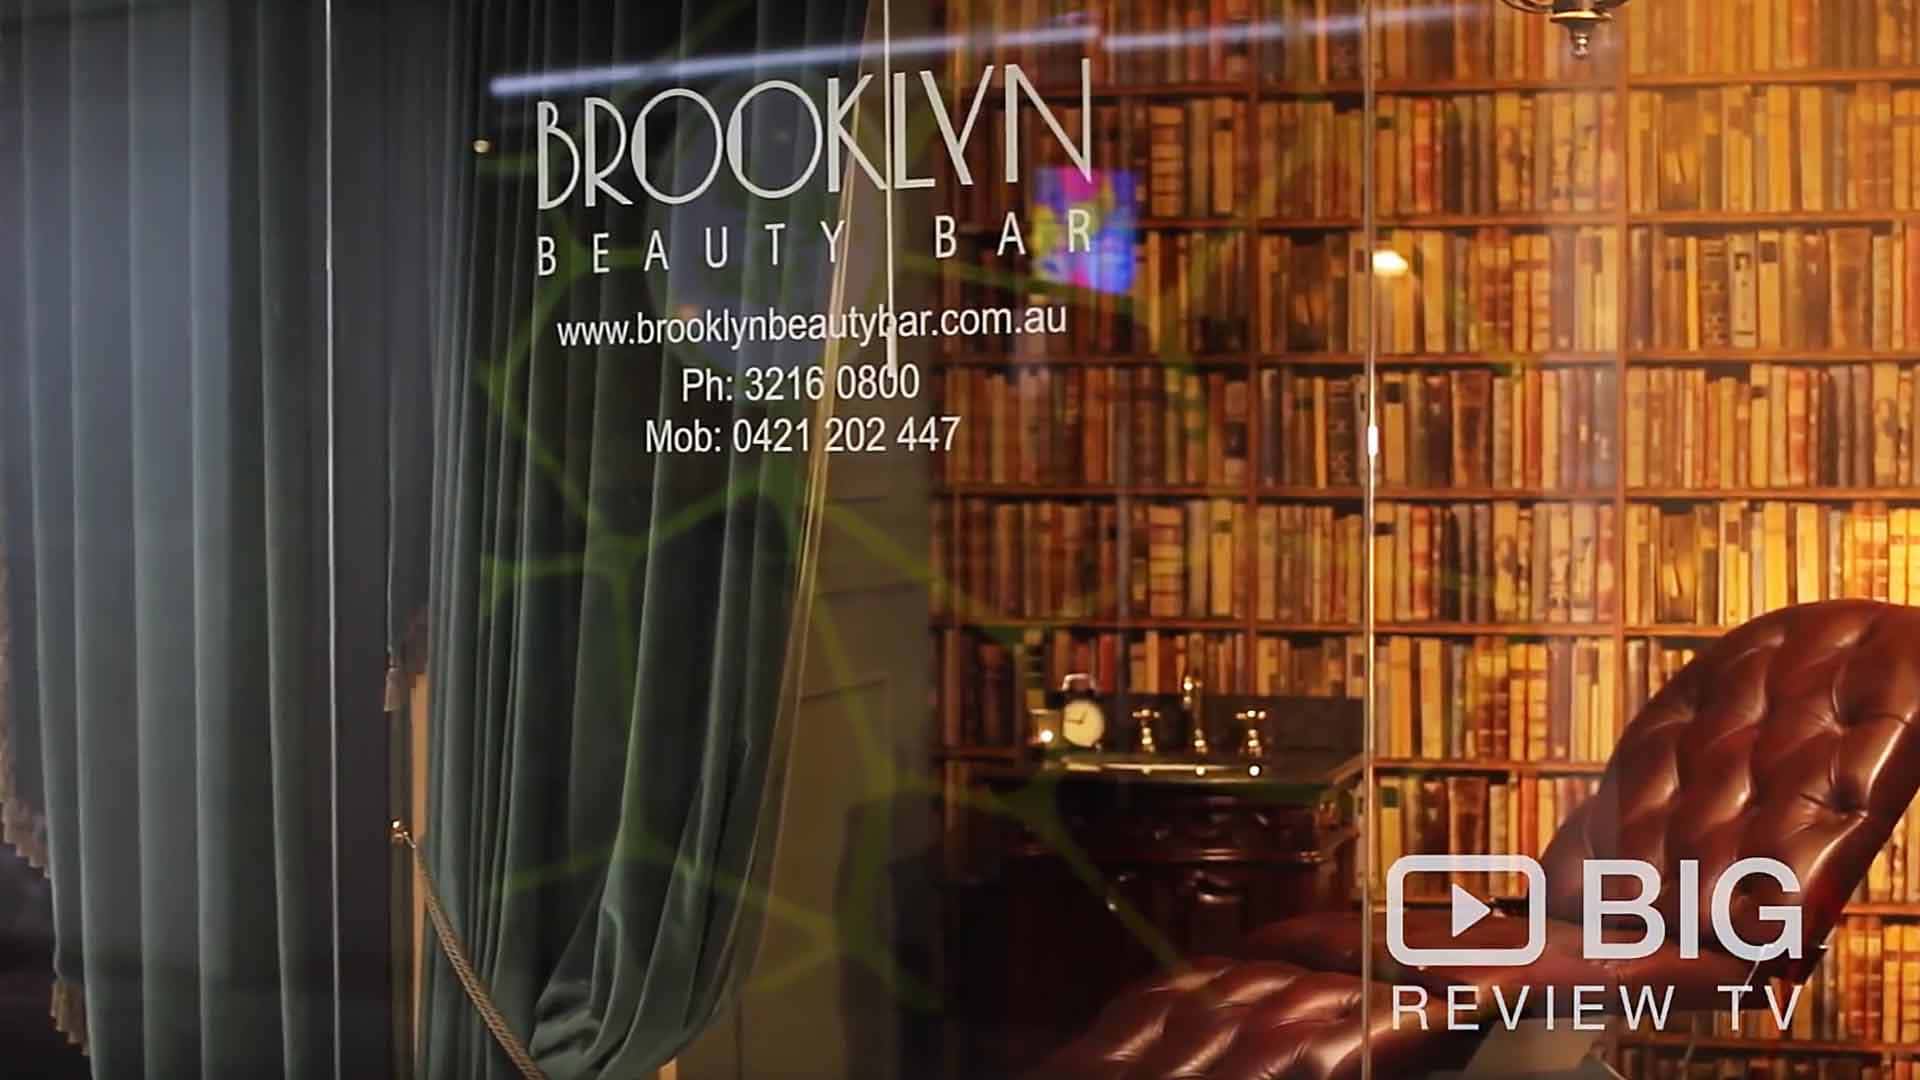 BROOKLYN
BEAUTY BAR
www.brooklynbeautybar.com.au
Ph: 3216 0800
Mob: 0421 202 447
BIG
REVIEW TV